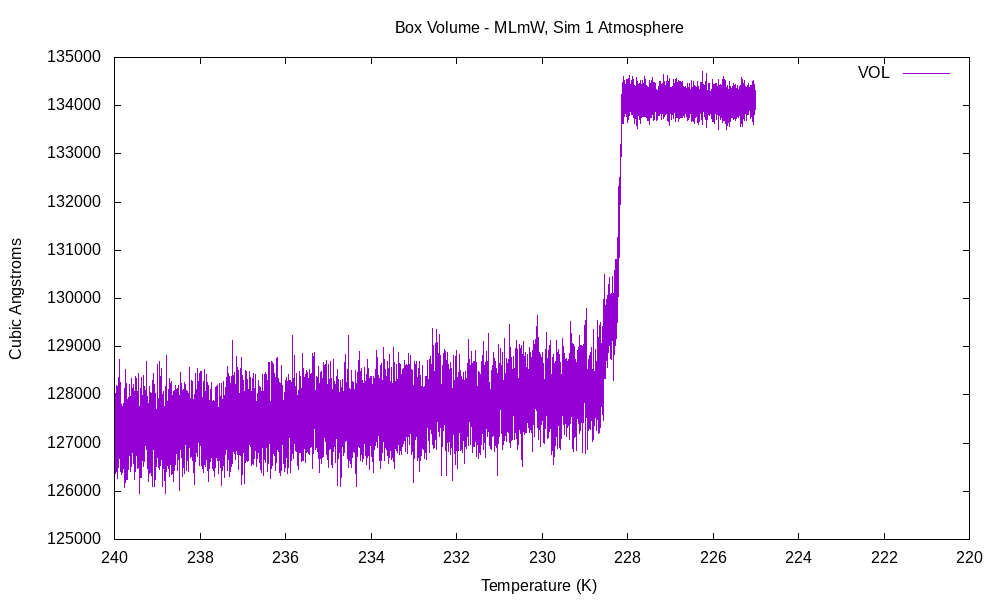 Box Volume - MLmW, Sim 1 Atmosphere
VOL
135000
134000
133000
132000
131000
130000
129000
128000
127000
126000
125000
Cubic Angstroms
240 238 236 234 232 230 228 226 224 222 220
Temperature (K)